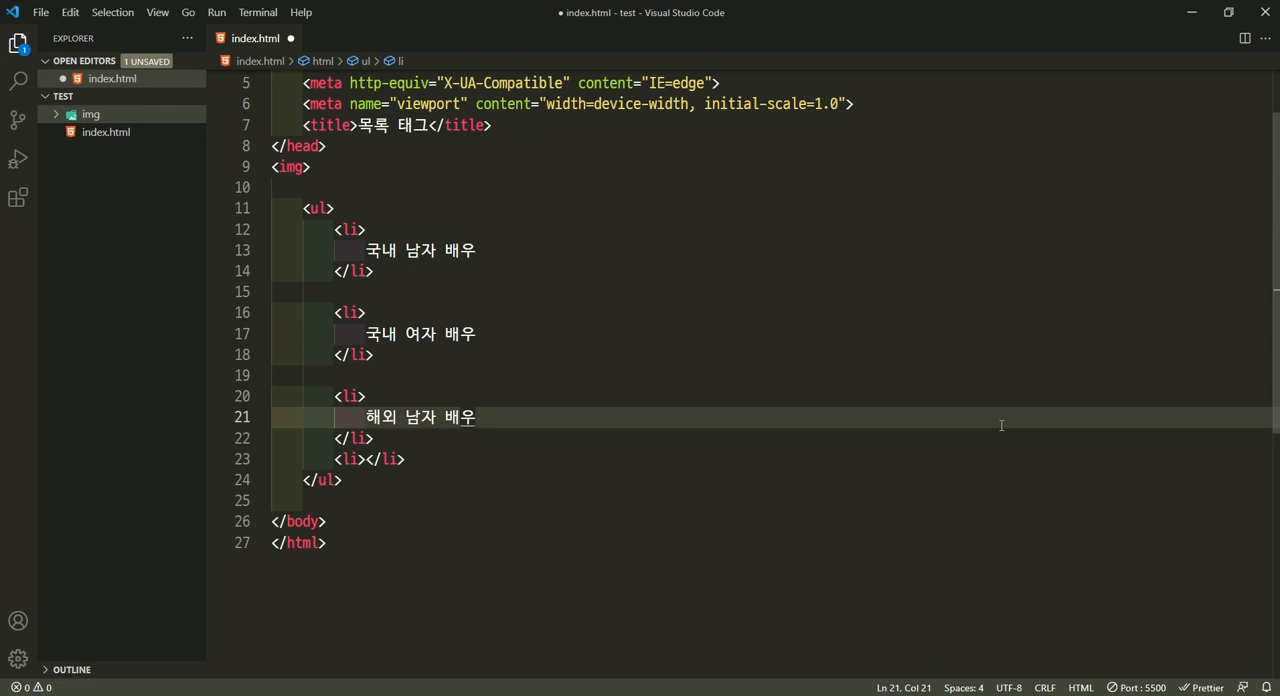 File Edit Selection View Go Run Terminal Help
● index.html - test - Visual Studio Code
EXPLORER ···
index.html ●
OPEN EDITORS 1 UNSAVED
index.html > html > ul > li
● index.html
TEST
img
index.html
5 <meta http-equiv="X-UA-Compatible" content="IE=edge">
6 <meta name="viewport" content="width=device-width, initial-scale=1.0">
7 <title>목록 태그</title>
8 </head>
9 <img>
10
11 <ul>
12 <li>
13 국내 남자 배우
14 </li>
15
16 <li>
17 국내 여자 배우
18 </li>
19
20 <li>
21 해외 남자 배우
22 </li>
23 <li></li>
24 </ul>
25
26 </body>
27 </html>
OUTLINE
1
0 0
Ln 21, Col 21 Spaces: 4 UTF-8 CRLF HTML Port : 5500 Prettier